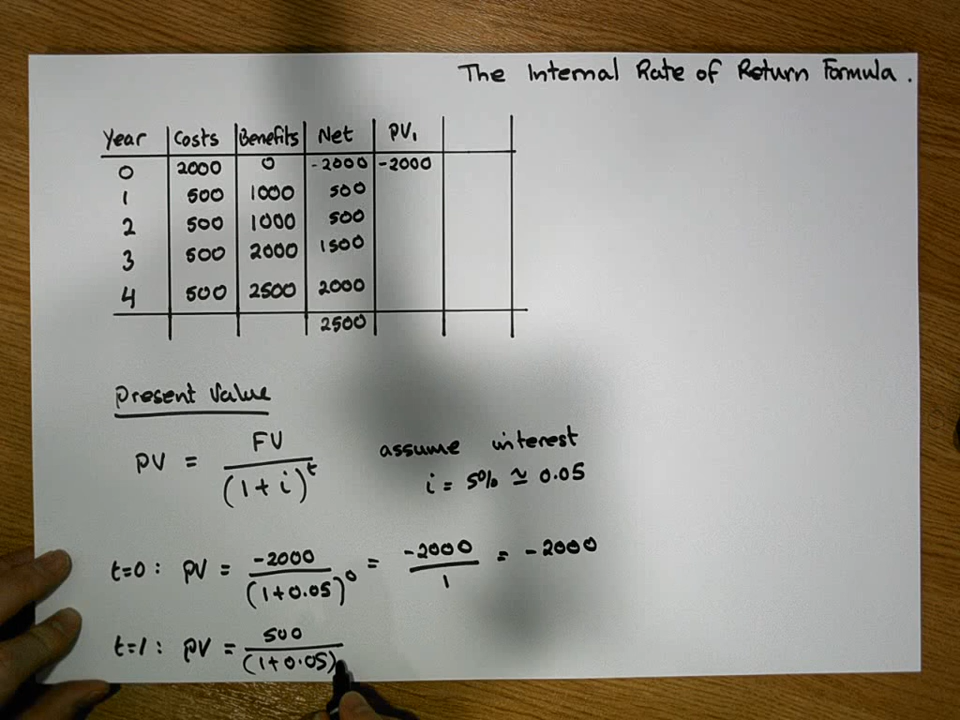 The Internal Rate of Return Formula.
Year Costs Benefits Net PV₁
0 2000 0 -2000 -2000
1 500 1000 500
2 500 1000 500
3 500 2000 1500
4 500 2500 2000
2500
Present Value
PV = FV / (1 + i)^t
assume interest
i = 5% ≃ 0.05
t=0: PV = -2000 / (1+0.05)^0 = -2000 / 1 = -2000
t=1: PV = 500 / (1+0.05)